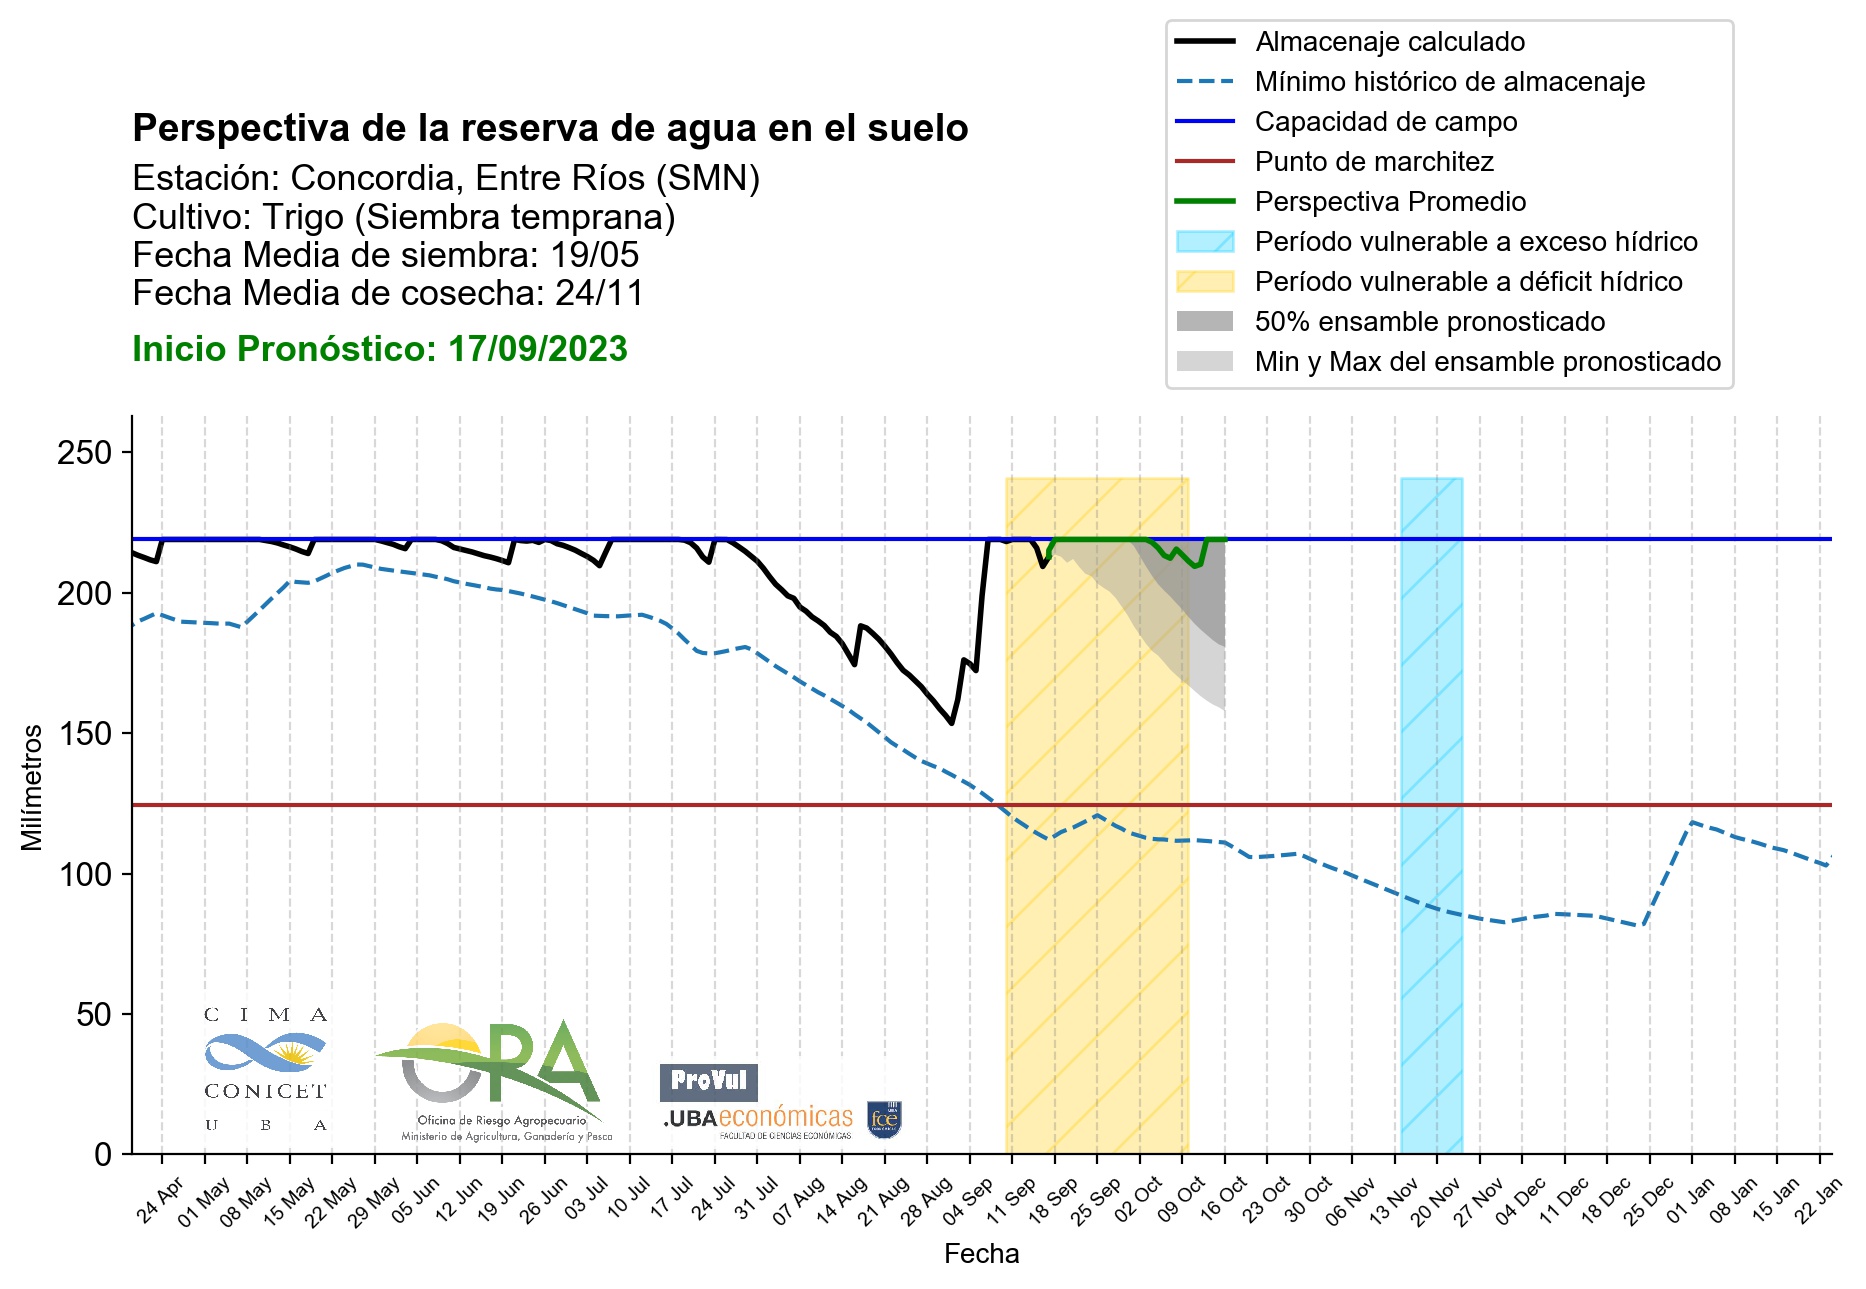 Almacenaje calculado
Mínimo histórico de almacenaje
Capacidad de campo
Punto de marchitez
Perspectiva Promedio
Período vulnerable a exceso hídrico
Período vulnerable a déficit hídrico
50% ensamble pronosticado
Min y Max del ensamble pronosticado
Perspectiva de la reserva de agua en el suelo
Estación: Concordia, Entre Ríos (SMN)
Cultivo: Trigo (Siembra temprana)
Fecha Media de siembra: 19/05
Fecha Media de cosecha: 24/11
Inicio Pronóstico: 17/09/2023
250
200
150
100
50
0
Milímetros
C I M A
CONICET
U B A
ORA
Oficina de Riesgo Agropecuario
Ministerio de Agricultura, Ganadería y Pesca
ProVul
.UBAeconómicas
FACULTAD DE CIENCIAS ECONÓMICAS
UBA
fce
24 Apr
01 May
08 May
15 May
22 May
29 May
05 Jun
12 Jun
19 Jun
26 Jun
03 Jul
10 Jul
17 Jul
24 Jul
31 Jul
07 Aug
14 Aug
21 Aug
28 Aug
04 Sep
11 Sep
18 Sep
25 Sep
02 Oct
09 Oct
16 Oct
23 Oct
30 Oct
06 Nov
13 Nov
20 Nov
27 Nov
04 Dec
11 Dec
18 Dec
25 Dec
01 Jan
08 Jan
15 Jan
22 Jan
Fecha